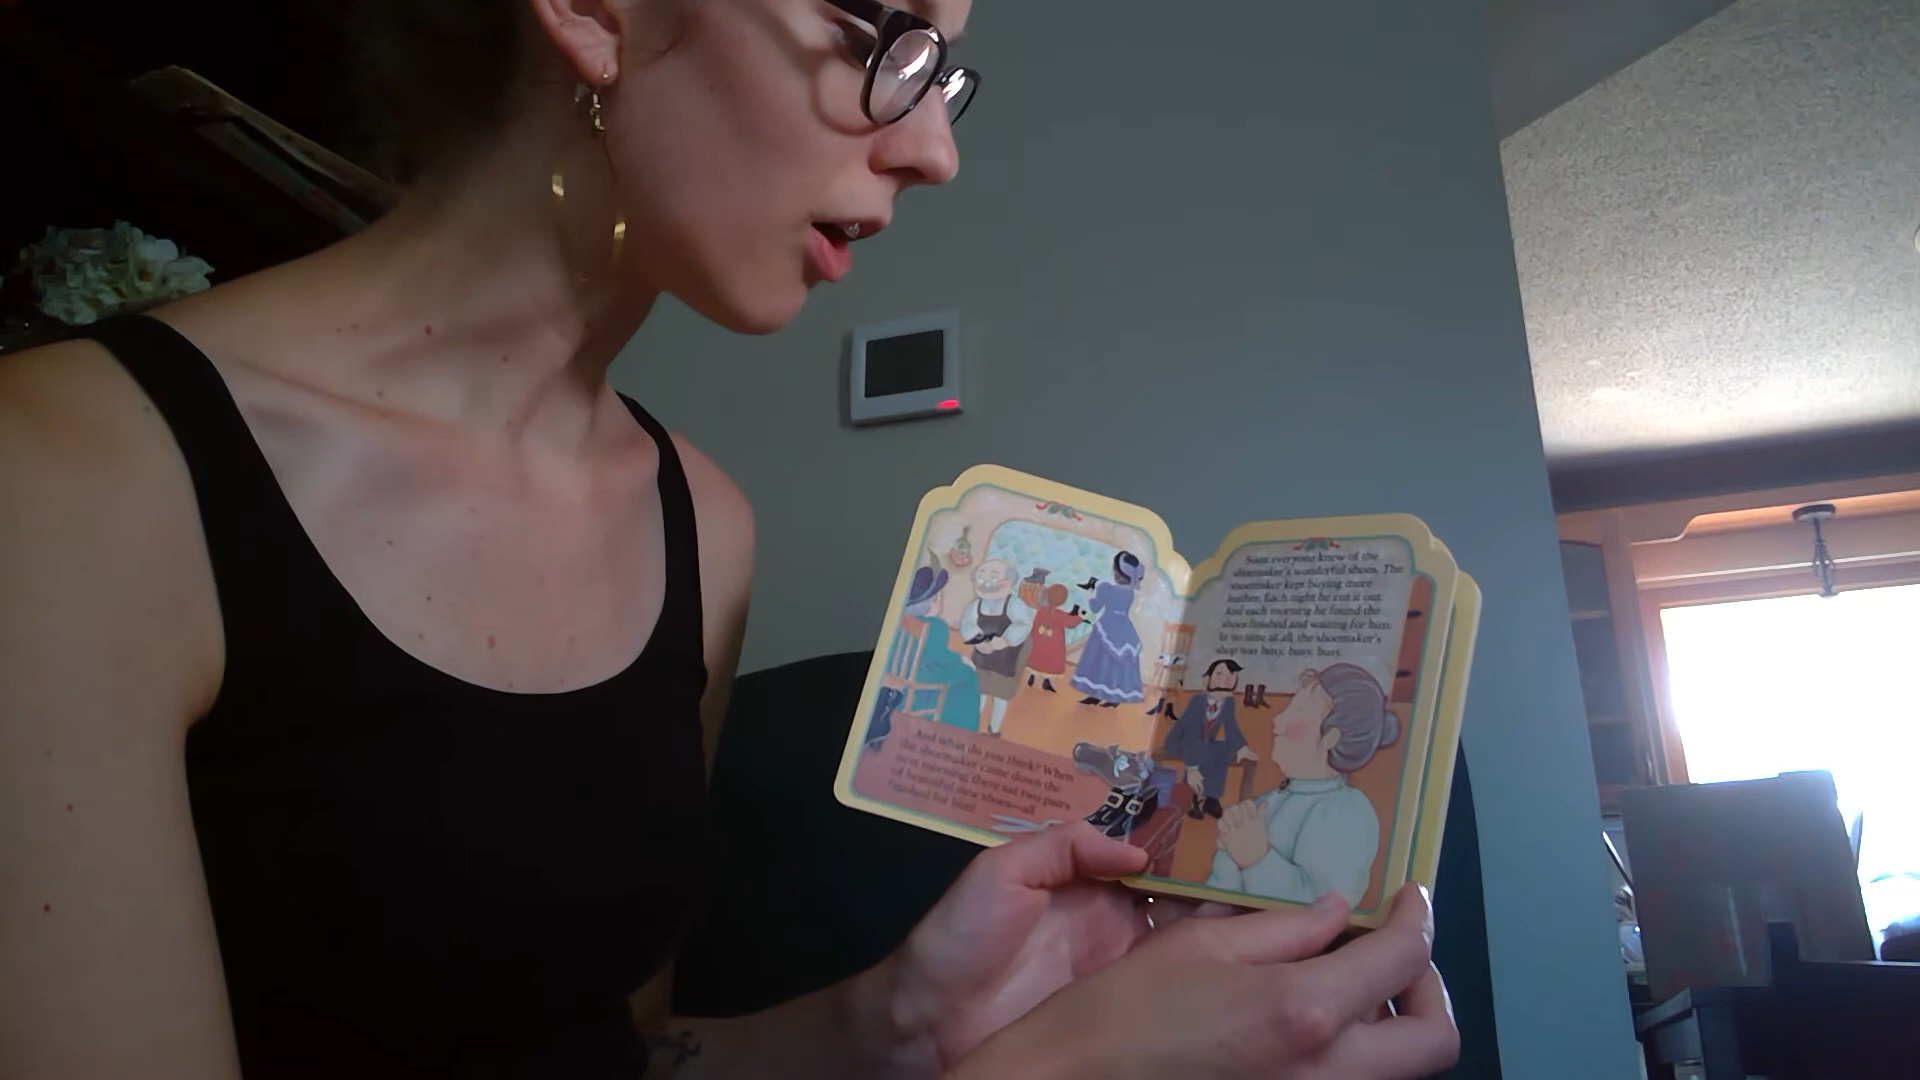 And what do you think? When
the shoemaker came down the
next morning, there sat two pairs
of beautiful new shoes—all
finished for him!
Soon everyone knew of the
shoemaker's wonderful shoes. The
shoemaker kept buying more
leather. Each night he cut it out.
And each morning he found the
shoes finished and waiting for him.
In no time at all, the shoemaker's
shop was busy, busy, busy.